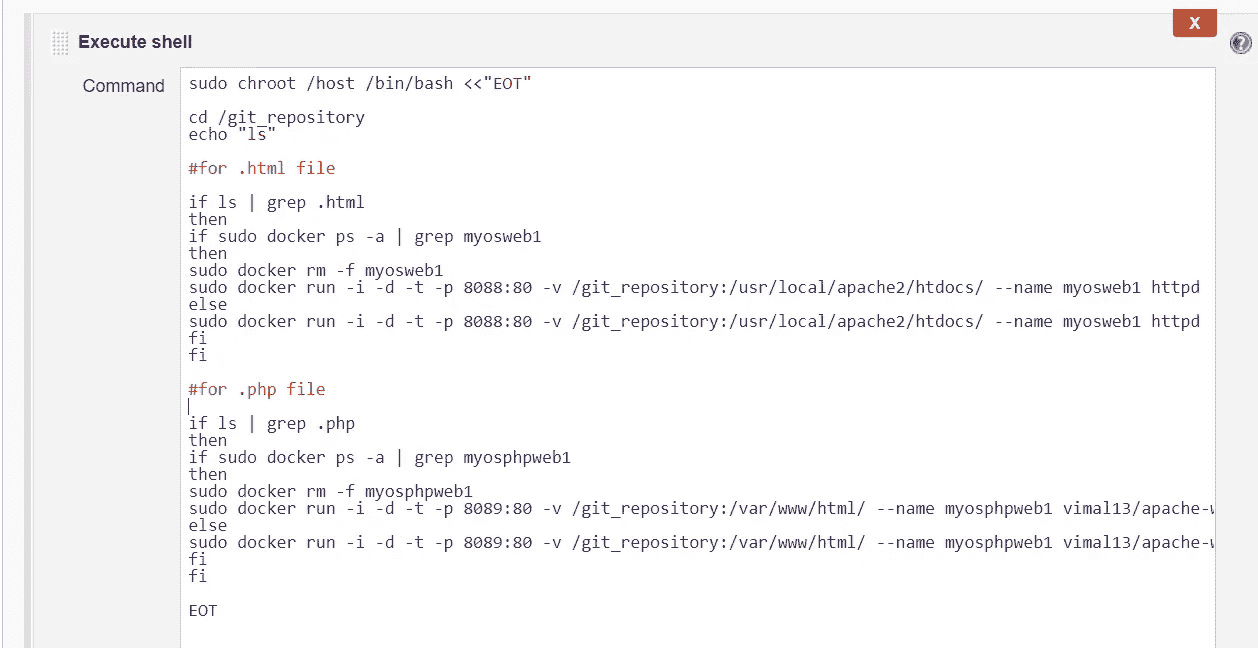 X
Execute shell
?
Command
sudo chroot /host /bin/bash <<"EOT"
cd /git_repository
echo "ls"
#for .html file
if ls | grep .html
then
if sudo docker ps -a | grep myosweb1
then
sudo docker rm -f myosweb1
sudo docker run -i -d -t -p 8088:80 -v /git_repository:/usr/local/apache2/htdocs/ --name myosweb1 httpd
else
sudo docker run -i -d -t -p 8088:80 -v /git_repository:/usr/local/apache2/htdocs/ --name myosweb1 httpd
fi
fi
#for .php file
if ls | grep .php
then
if sudo docker ps -a | grep myosphpweb1
then
sudo docker rm -f myosphpweb1
sudo docker run -i -d -t -p 8089:80 -v /git_repository:/var/www/html/ --name myosphpweb1 vimal13/apache-
else
sudo docker run -i -d -t -p 8089:80 -v /git_repository:/var/www/html/ --name myosphpweb1 vimal13/apache-
fi
fi
EOT